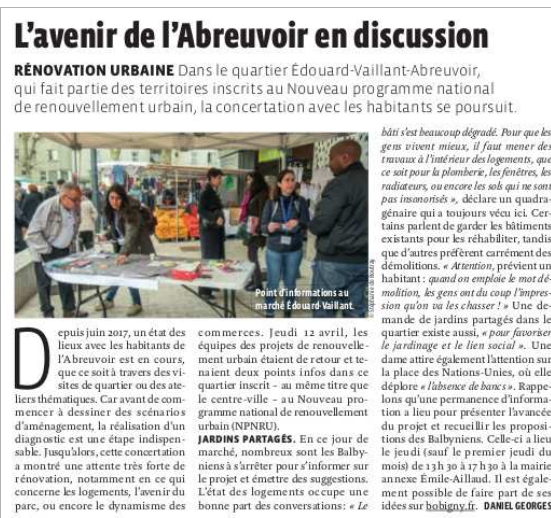 L'avenir de l'Abreuvoir en discussion
RÉNOVATION URBAINE Dans le quartier Édouard-Vaillant-Abreuvoir,
qui fait partie des territoires inscrits au Nouveau programme national
de renouvellement urbain, la concertation avec les habitants se poursuit.
Point d'informations au
marché Édouard-Vaillant.
Depuis juin 2017, un état des
lieux avec les habitants de
l'Abreuvoir est en cours,
que ce soit à travers des vi-
sites de quartier ou des ate-
liers thématiques. Car avant de com-
mencer à dessiner des scénarios
d'aménagement, la réalisation d'un
diagnostic est une étape indispen-
sable. Jusqu'alors, cette concertation
a montré une attente très forte de
rénovation, notamment en ce qui
concerne les logements, l'avenir du
parc, ou encore le dynamisme des
commerces. Jeudi 12 avril, les
équipes des projets de renouvelle-
ment urbain étaient de retour et te-
naient deux points infos dans ce
quartier inscrit – au même titre que
le centre-ville – au Nouveau pro-
gramme national de renouvellement
urbain (NPNRU).
JARDINS PARTAGÉS. En ce jour de
marché, nombreux sont les Balby-
niens à s'arrêter pour s'informer sur
le projet et émettre des suggestions.
L'état des logements occupe une
bonne part des conversations : « Le
bâti s'est beaucoup dégradé. Pour que les
gens vivent mieux, il faut mener des
travaux à l'intérieur des logements, que
ce soit pour la plomberie, les fenêtres, les
radiateurs, ou encore les sols qui ne sont
pas insonorisés », déclare un quadra-
génaire qui a toujours vécu ici. Cer-
tains parlent de garder les bâtiments
existants pour les réhabiliter, tandis
que d'autres préfèrent carrément des
démolitions. « Attention, prévient un
habitant : quand on emploie le mot dé-
molition, les gens ont du coup l'impres-
sion qu'on va les chasser ! » Une de-
mande de jardins partagés dans le
quartier existe aussi, « pour favoriser
le jardinage et le lien social ». Une
dame attire également l'attention sur
la place des Nations-Unies, où elle
déplore « l'absence de bancs ». Rappe-
lons qu'une permanence d'informa-
tion a lieu pour présenter l'avancée
du projet et recueillir les proposi-
tions des Balbyniens. Celle-ci a lieu
le jeudi (sauf le premier jeudi du
mois) de 13 h 30 à 17 h 30 à la mairie
annexe Émile-Aillaud. Il est égale-
ment possible de faire part de ses
idées sur bobigny.fr. DANIEL GEORGES